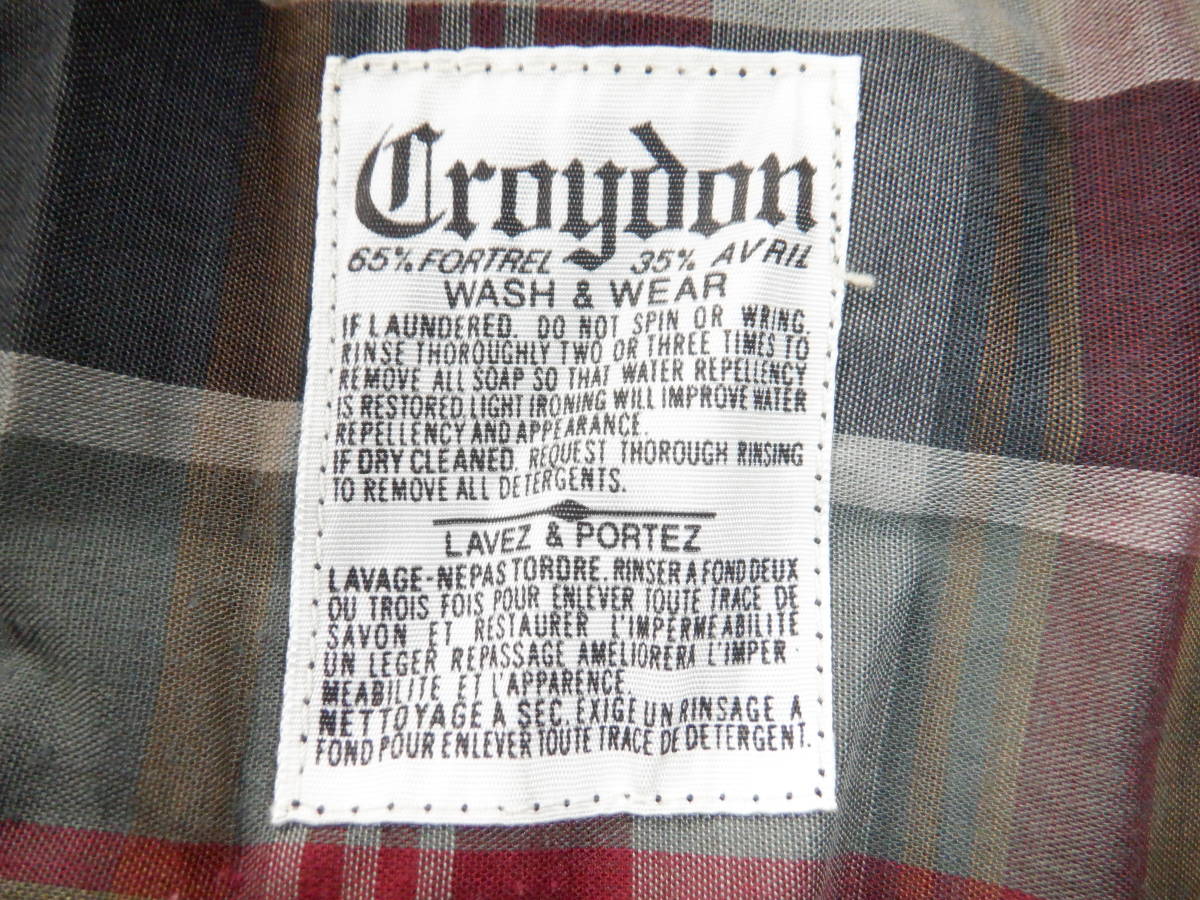 Croydon
65% FORTREL 35% AVRIL
WASH & WEAR
IF LAUNDERED. DO NOT SPIN OR WRING.
RINSE THOROUGHLY TWO OR THREE TIMES TO
REMOVE ALL SOAP SO THAT WATER REPELLENCY
IS RESTORED. LIGHT IRONING WILL IMPROVE WATER
REPELLENCY AND APPEARANCE.
IF DRY CLEANED. REQUEST THOROUGH RINSING
TO REMOVE ALL DETERGENTS.
LAVEZ & PORTEZ
LAVAGE-NE PAS TORDRE. RINSER A FOND DEUX
OU TROIS FOIS POUR ENLEVER TOUTE TRACE DE
SAVON ET RESTAURER L'IMPERMEABILITE
UN LEGER REPASSAGE AMELIORERA L'IMPER-
MEABILITE ET L'APPARENCE.
NETTOYAGE A SEC. EXIGE UN RINSAGE A
FOND POUR ENLEVER TOUTE TRACE DE DETERGENT.